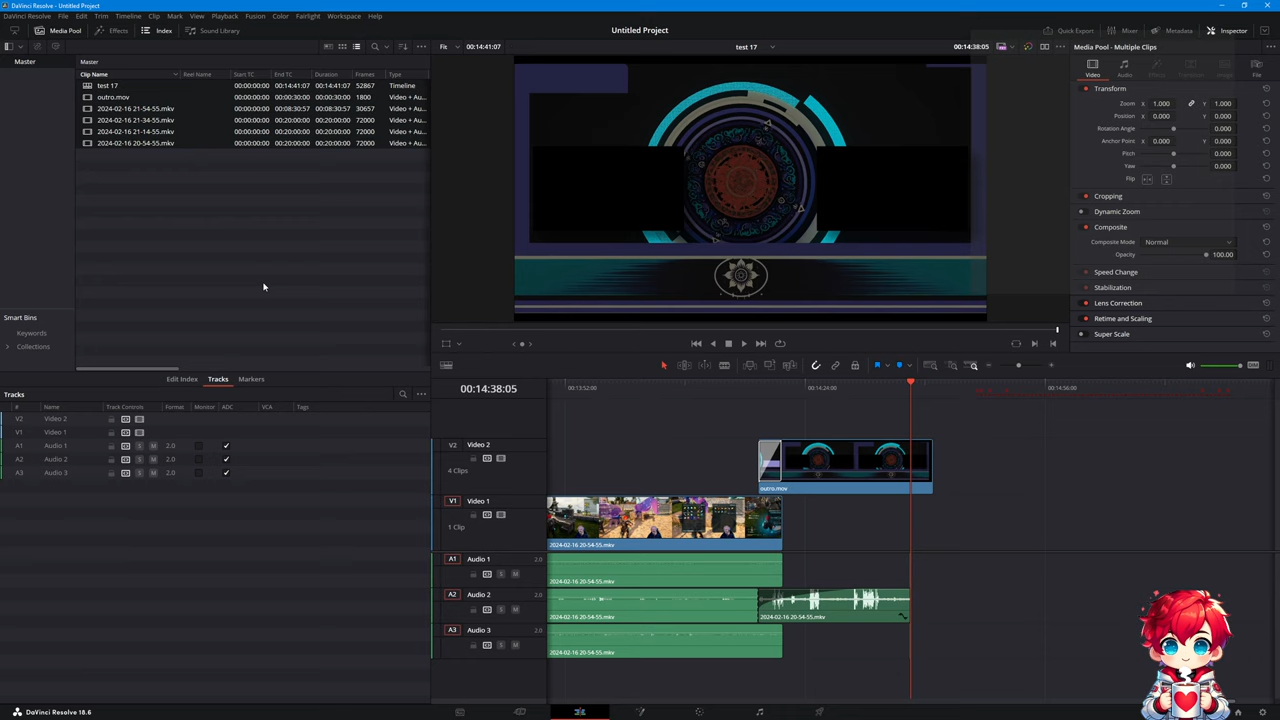 DaVinci Resolve - Untitled Project
DaVinci Resolve File Edit Trim Timeline Clip Mark View Playback Fusion Color Fairlight Workspace Help
Media Pool Effects Index Sound Library Untitled Project Quick Export Mixer Metadata Inspector
Fit 00:14:41:07 test 17 00:14:38:05 Media Pool - Multiple Clips
Master Master
Clip Name Reel Name Start TC End TC Duration Frames Type
test 17 00:00:00:00 00:14:41:07 00:14:41:07 52867 Timeline
outro.mov 00:00:00:00 00:00:30:00 00:00:30:00 1800 Video + Au...
2024-02-16 21-54-55.mkv 00:00:00:00 00:08:30:57 00:08:30:57 30657 Video + Au...
2024-02-16 21-34-55.mkv 00:00:00:00 00:20:00:00 00:20:00:00 72000 Video + Au...
2024-02-16 21-14-55.mkv 00:00:00:00 00:20:00:00 00:20:00:00 72000 Video + Au...
2024-02-16 20-54-55.mkv 00:00:00:00 00:20:00:00 00:20:00:00 72000 Video + Au...
Video Audio
Transform
Zoom X 1.000 Y 1.000
Position X 0.000 Y 0.000
Rotation Angle 0.000
Anchor Point X 0.000 Y 0.000
Pitch 0.000
Yaw 0.000
Flip
Cropping
Dynamic Zoom
Composite
Composite Mode Normal
Opacity 100.00
Speed Change
Stabilization
Lens Correction
Retime and Scaling
Super Scale
Smart Bins
Keywords
Collections
Edit Index Tracks Markers
Tracks
# Name Track Controls Format Monitor ADC VCA Tags
V2 Video 2
V1 Video 1
A1 Audio 1 S M 2.0
A2 Audio 2 S M 2.0
A3 Audio 3 S M 2.0
DIM
00:14:38:05 00:13:52:00 00:14:24:00 00:14:56:00
V2 Video 2
4 Clips
outro.mov
V1 Video 1
1 Clip
2024-02-16 20-54-55.mkv
A1 Audio 1 2.0
S M
2024-02-16 20-54-55.mkv
A2 Audio 2 2.0
S M
2024-02-16 20-54-55.mkv 2024-02-16 20-54-55.mkv
A3 Audio 3 2.0
S M
2024-02-16 20-54-55.mkv
DaVinci Resolve 18.6